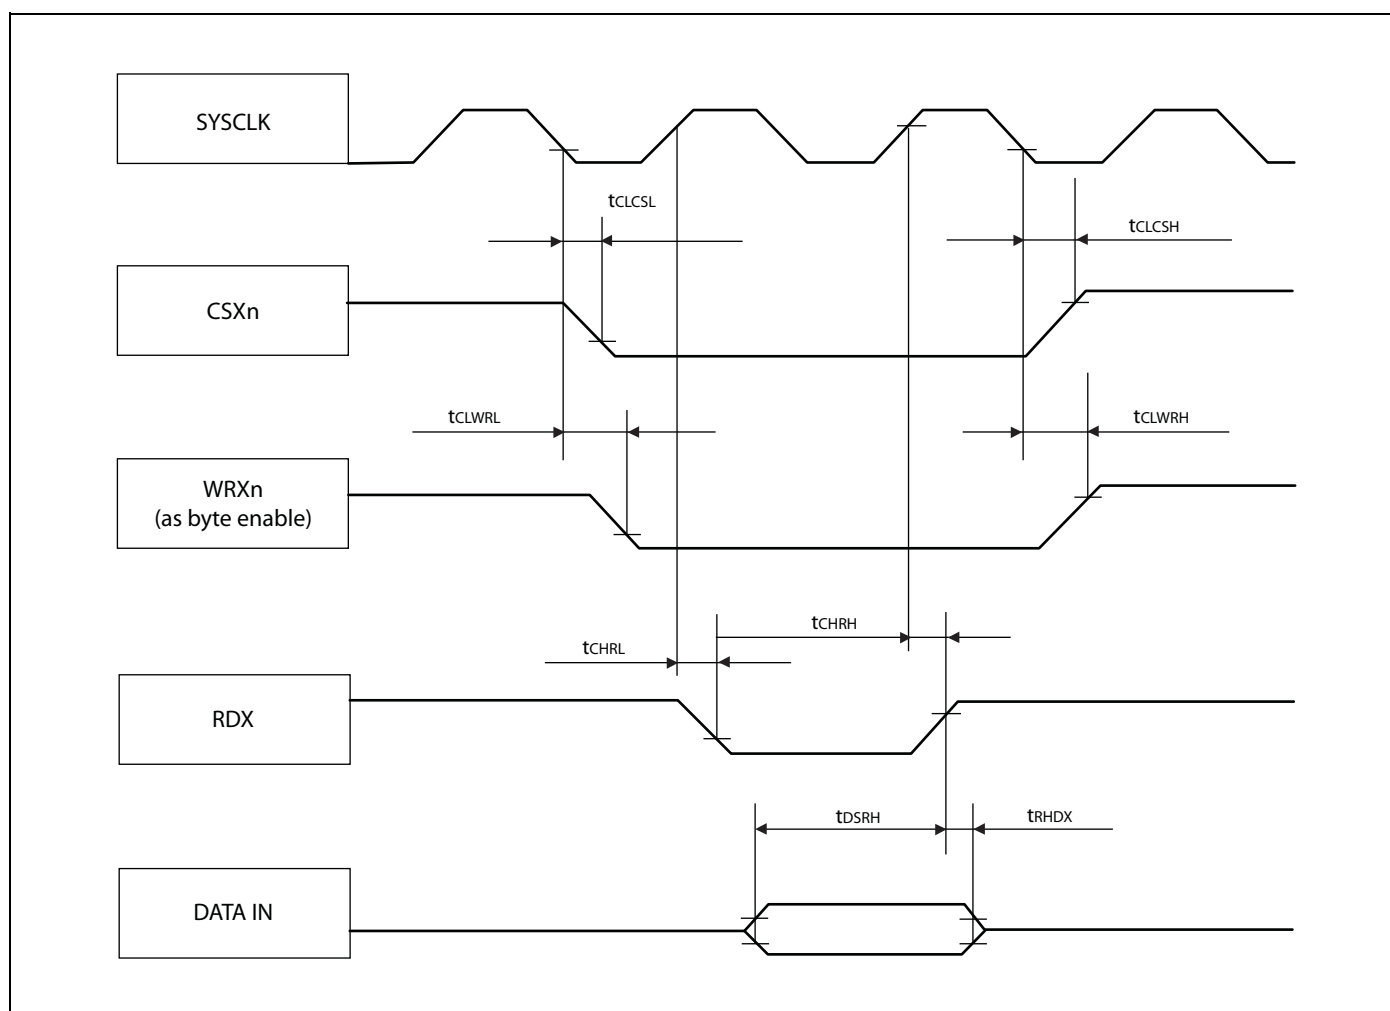 SYSCLK
tCLCSL
tCLCSH
CSXn
tCLWRL
tCLWRH
WRXn
(as byte enable)
tCHRH
tCHRL
RDX
tDSRH
tRHDX
DATA IN